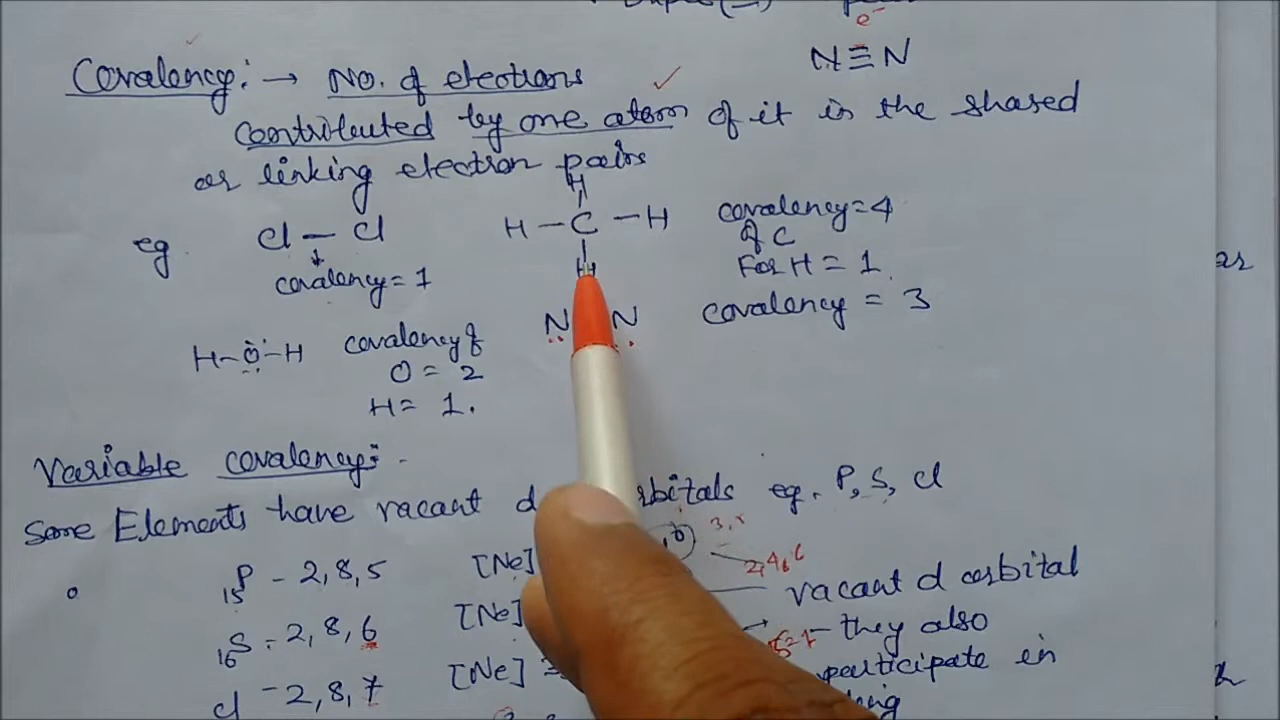 e⁻
N≡N
Covalency:→ No. of electrons
contributed by one atom of it in the shared
or linking electron pairs
eg Cl — Cl
covalency = 1
H
H — C — H
H
covalency = 4
of C
For H = 1
N N covalency = 3
H-O-H covalency of
O = 2
H = 1.
Variable covalency:-
Some Elements have vacant d orbitals eg. P, S, Cl
15P - 2,8,5 [Ne]
2,4,6
vacant d orbital
16S - 2,8,6 [Ne]
- they also
participate in
Cl - 2,8,7 [Ne]